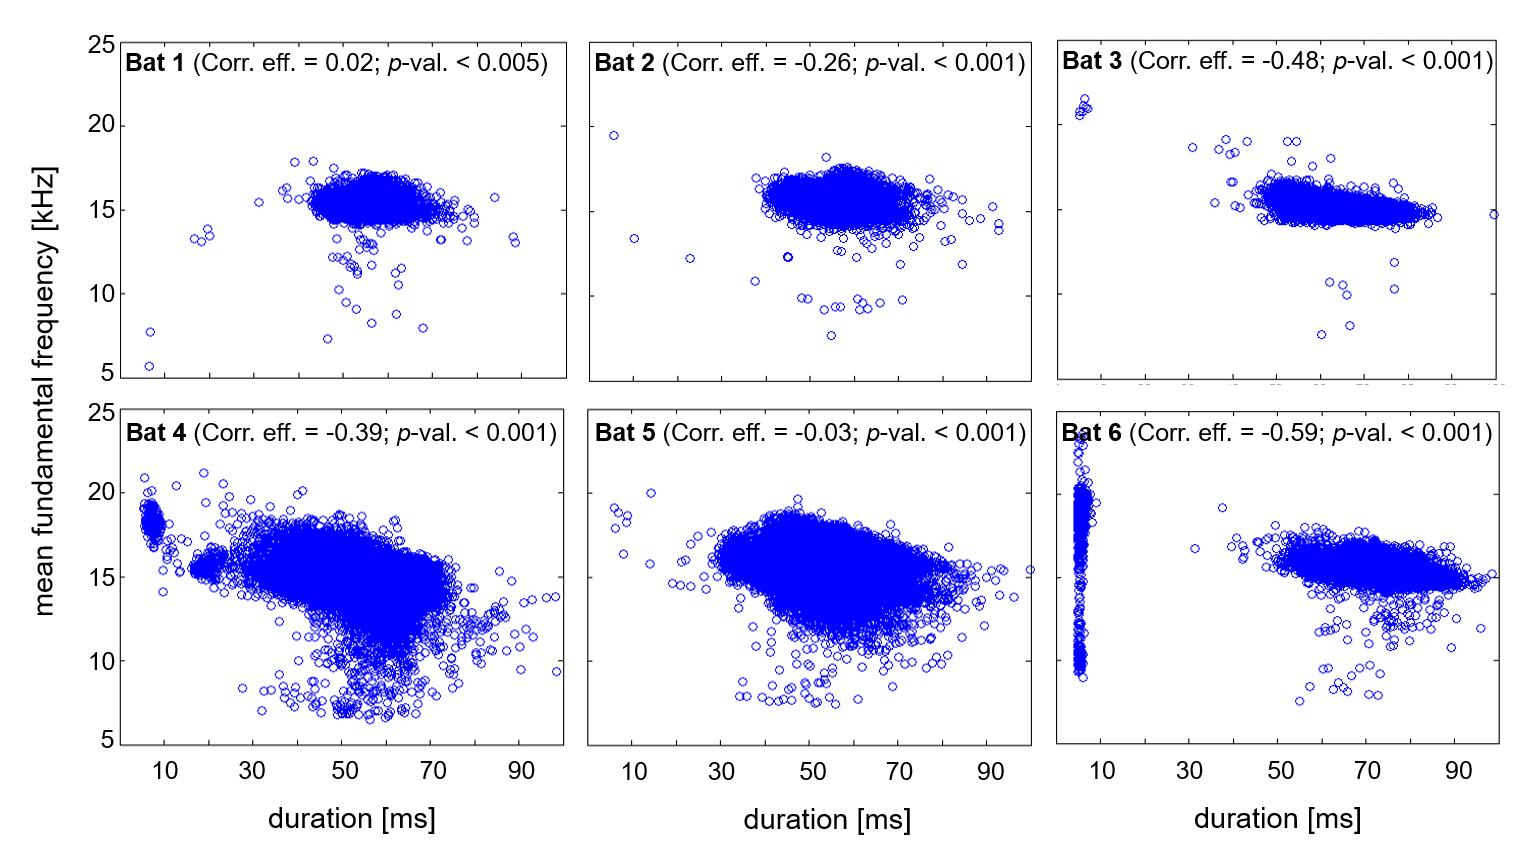 25
20
15
10
5
Bat 1 (Corr. eff. = 0.02; p-val. < 0.005)
Bat 2 (Corr. eff. = -0.26; p-val. < 0.001)
Bat 3 (Corr. eff. = -0.48; p-val. < 0.001)
mean fundamental frequency [kHz]
25
20
15
10
5
Bat 4 (Corr. eff. = -0.39; p-val. < 0.001)
Bat 5 (Corr. eff. = -0.03; p-val. < 0.001)
Bat 6 (Corr. eff. = -0.59; p-val. < 0.001)
10 30 50 70 90
10 30 50 70 90
10 30 50 70 90
duration [ms]
duration [ms]
duration [ms]